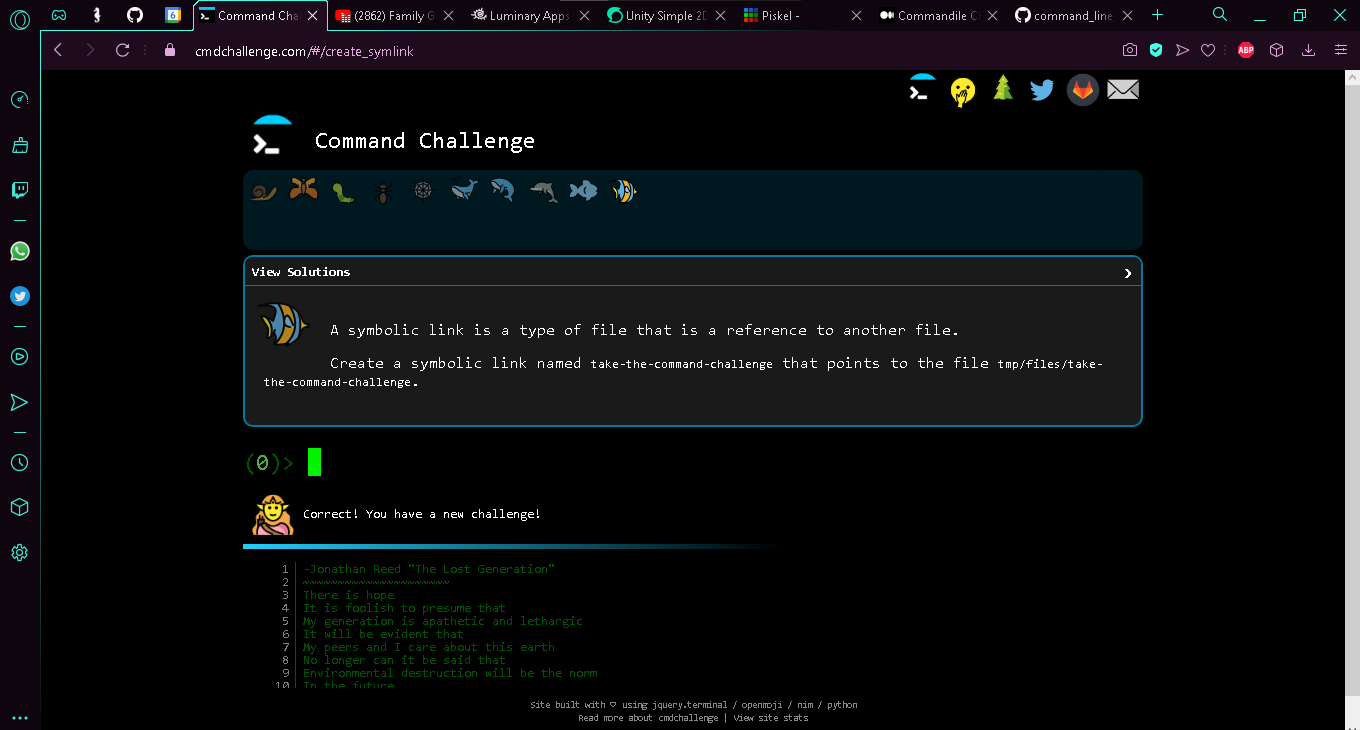 Command Cha
(2862) Family G
Luminary Apps
Unity Simple 2D
Piskel -
Commandile C
command_line
cmdchallenge.com/#/create_symlink
ABP
Command Challenge
View Solutions
A symbolic link is a type of file that is a reference to another file.
Create a symbolic link named take-the-command-challenge that points to the file tmp/files/take-
the-command-challenge.
(0)>
Correct! You have a new challenge!
1 -Jonathan Reed "The Lost Generation"
2 ~~~~~~~~~~~~~~~~~~~~~
3 There is hope
4 It is foolish to presume that
5 My generation is apathetic and lethargic
6 It will be evident that
7 My peers and I care about this earth
8 No longer can it be said that
9 Environmental destruction will be the norm
10 In the future
Site built with ♡ using jquery.terminal / openmoji / nim / python
Read more about cmdchallenge | View site stats